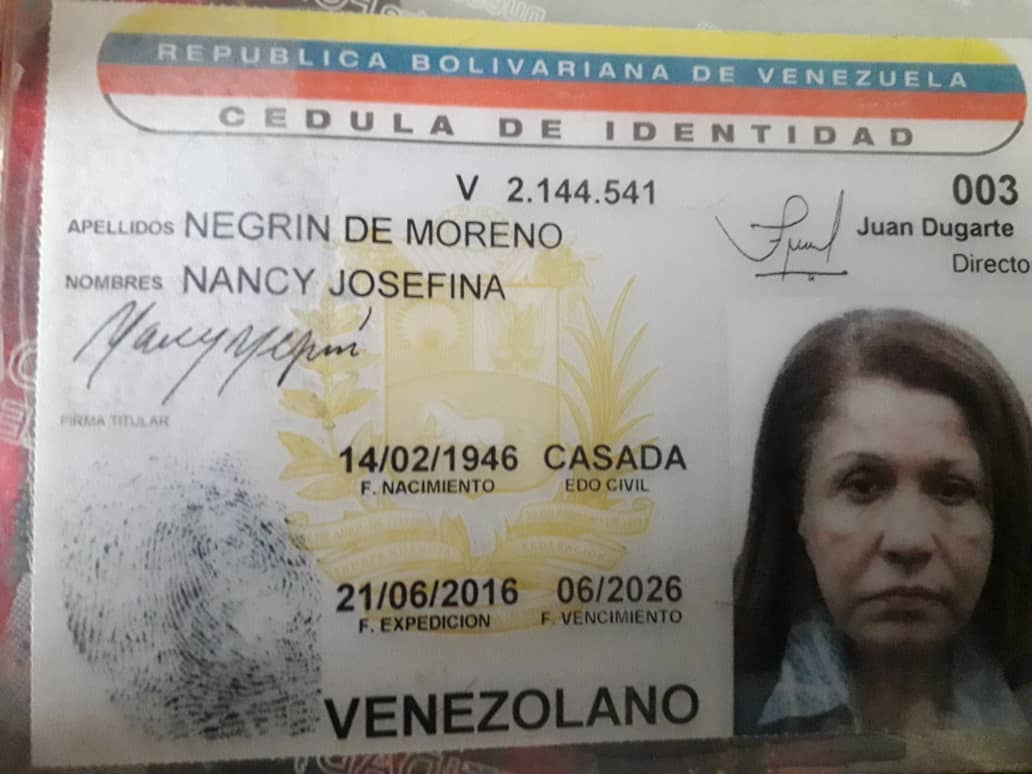 REPUBLICA BOLIVARIANA DE VENEZUELA
CEDULA DE IDENTIDAD
V 2.144.541
003
APELLIDOS NEGRIN DE MORENO
Juan Dugarte
Directo
NOMBRES NANCY JOSEFINA
Nancy Negrin
FIRMA TITULAR
14/02/1946 CASADA
F. NACIMIENTO EDO CIVIL
21/06/2016 06/2026
F. EXPEDICION F. VENCIMIENTO
VENEZOLANO